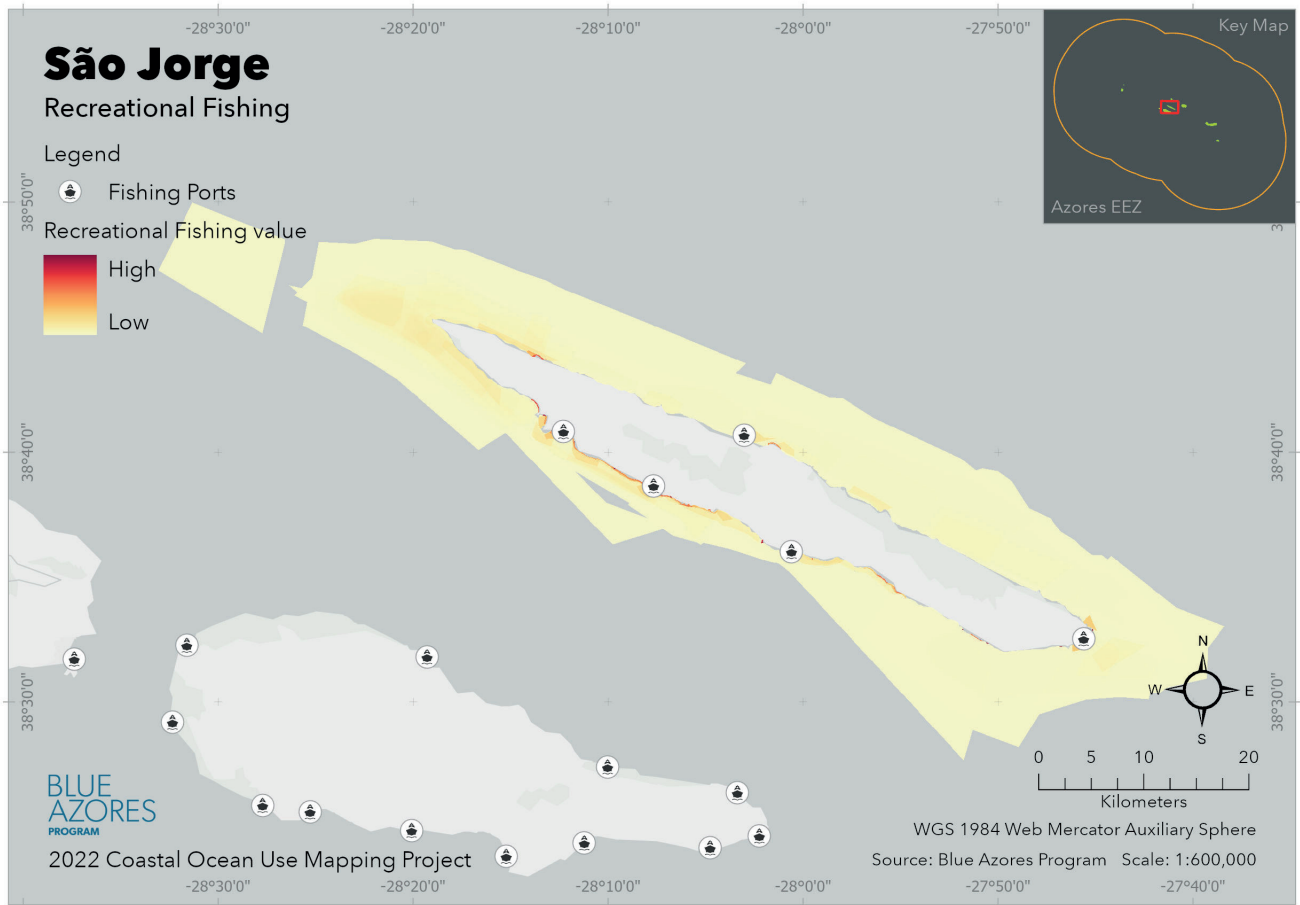 -28°30'0"
-28°20'0"
-28°10'0"
-28°0'0"
-27°50'0"
Key Map
Azores EEZ
São Jorge
Recreational Fishing
Legend
Fishing Ports
Recreational Fishing value
High
Low
38°50'0"
38°40'0"
38°40'0"
38°30'0"
38°30'0"
N
W
E
S
0
5
10
20
Kilometers
WGS 1984 Web Mercator Auxiliary Sphere
Source: Blue Azores Program Scale: 1:600,000
BLUE
AZORES
PROGRAM
2022 Coastal Ocean Use Mapping Project
-28°30'0"
-28°20'0"
-28°10'0"
-28°0'0"
-27°50'0"
-27°40'0"